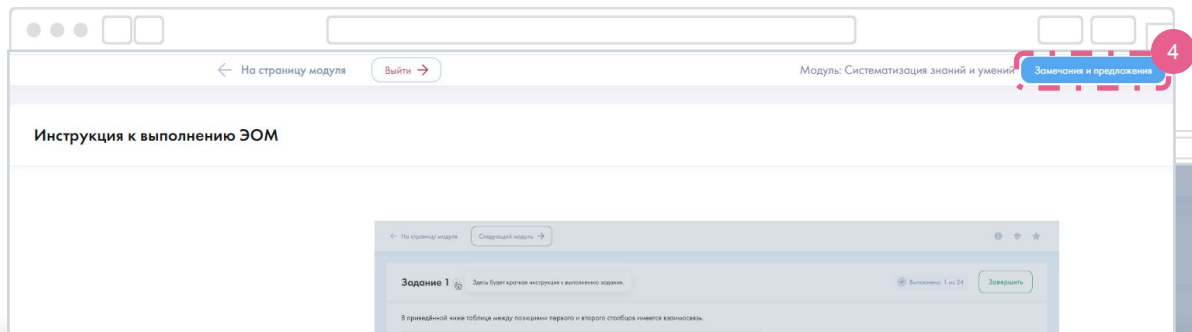 4
← На страницу модуля Выйти → Модуль: Систематизация знаний и умений Замечания и предложения
Инструкция к выполнению ЭОМ
← На страницу модуля Следующий модуль →
Задание 1 Здесь будет краткая инструкция к выполнению задания. Выполнено: 1 из 24 Завершить
В приведённой ниже таблице между позициями первого и второго столбцов имеется взаимосвязь.